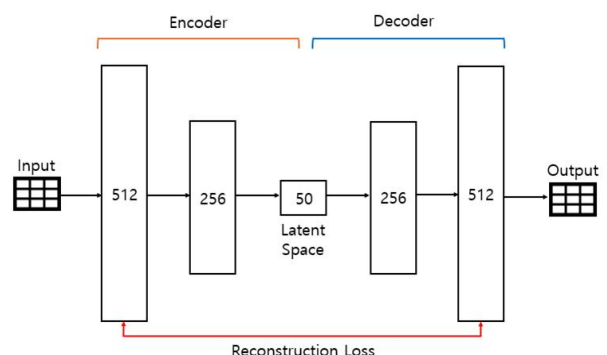 Encoder
Decoder
Input
512
256
50
Latent
Space
256
512
Output
Reconstruction Loss